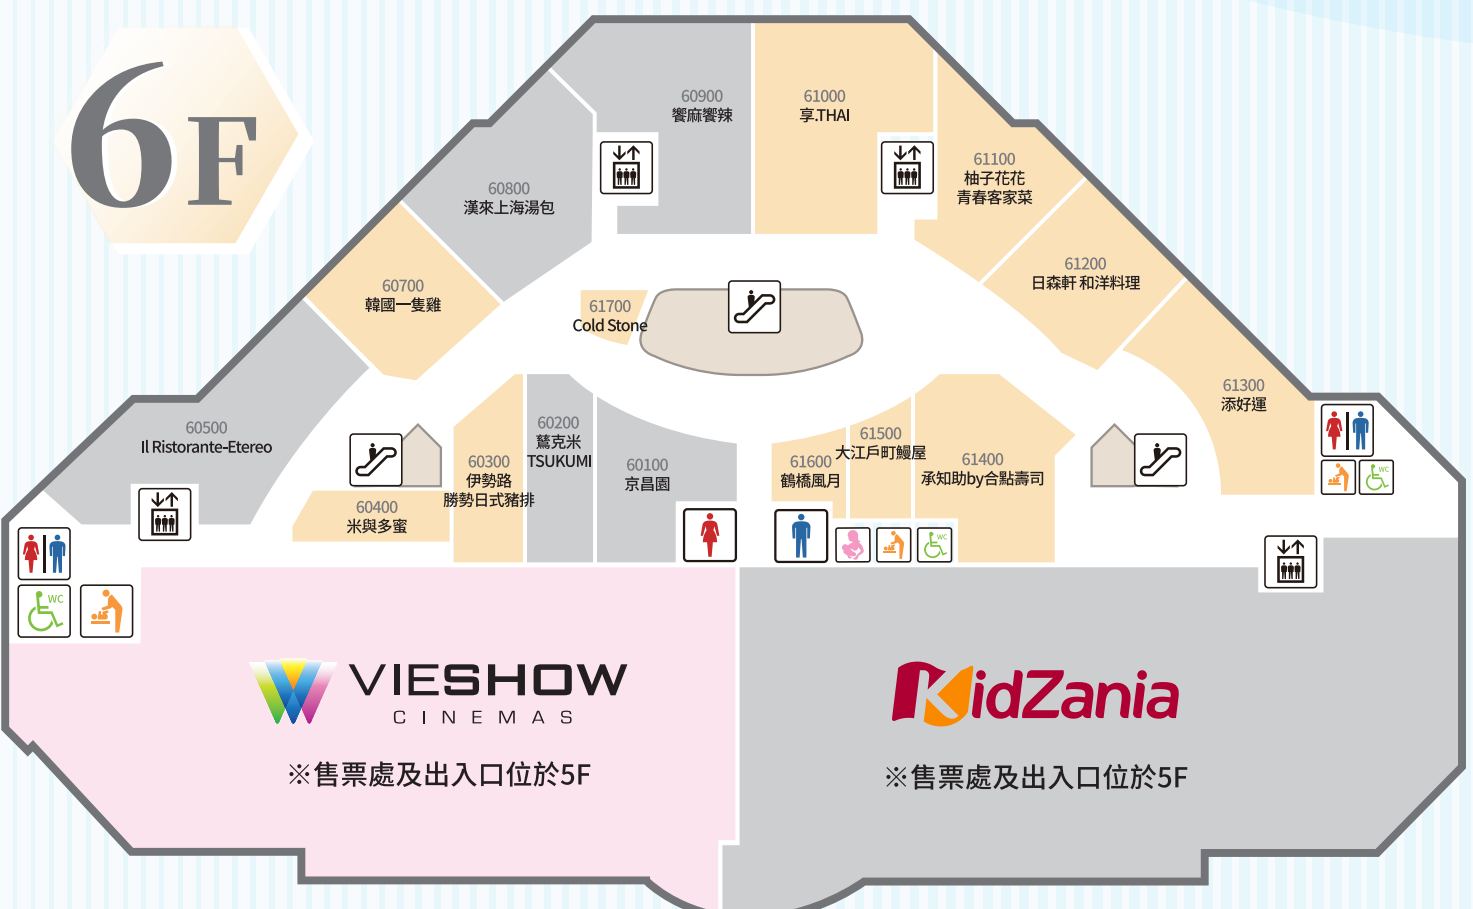 6F
60900
饗麻饗辣
61000
享.THAI
61100
柚子花花
青春客家菜
60800
漢來上海湯包
61200
日森軒 和洋料理
60700
韓國一隻雞
61700
Cold Stone
61300
添好運
60500
Il Ristorante-Etereo
60400
米與多蜜
60300
伊勢路
勝勢日式豬排
60200
鶿克米
TSUKUMI
60100
京昌園
61600
鶴橋風月
61500
大江戶町鰻屋
61400
承知助by合點壽司
WC
WC
WC
VIESHOW
CINEMAS
※售票處及出入口位於5F
KidZania
※售票處及出入口位於5F